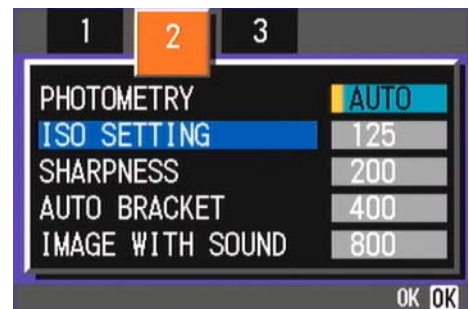 1 2 3
PHOTOMETRY AUTO
ISO SETTING 125
SHARPNESS 200
AUTO BRACKET 400
IMAGE WITH SOUND 800
OK OK